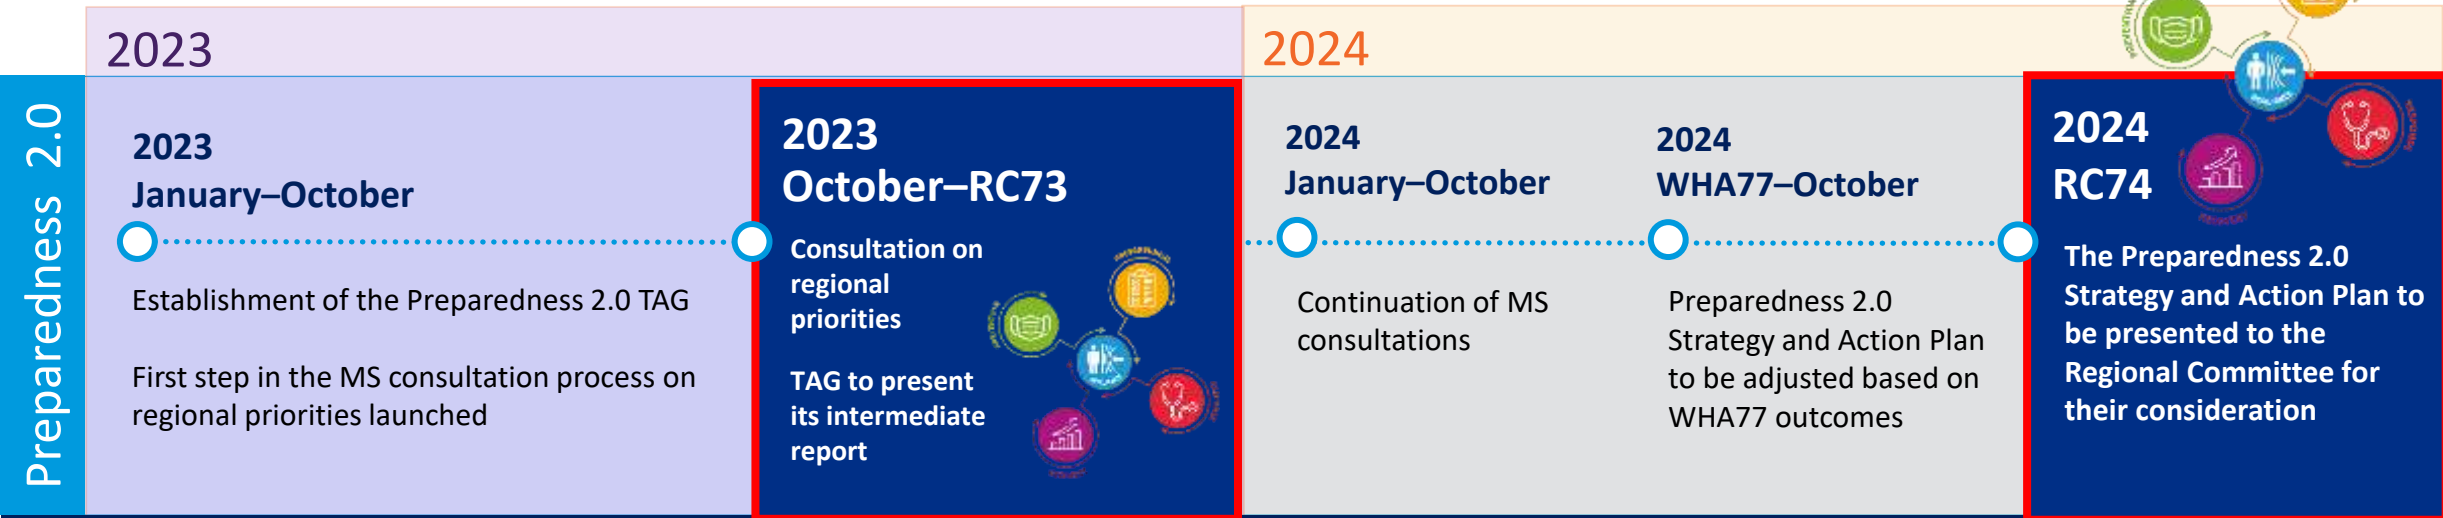 2023
2024
Preparedness 2.0
2023
January–October
Establishment of the Preparedness 2.0 TAG
First step in the MS consultation process on
regional priorities launched
2023
October–RC73
Consultation on
regional
priorities
TAG to present
its intermediate
report
2024
January–October
Continuation of MS
consultations
2024
WHA77–October
Preparedness 2.0
Strategy and Action Plan
to be adjusted based on
WHA77 outcomes
2024
RC74
The Preparedness 2.0
Strategy and Action Plan to
be presented to the
Regional Committee for
their consideration